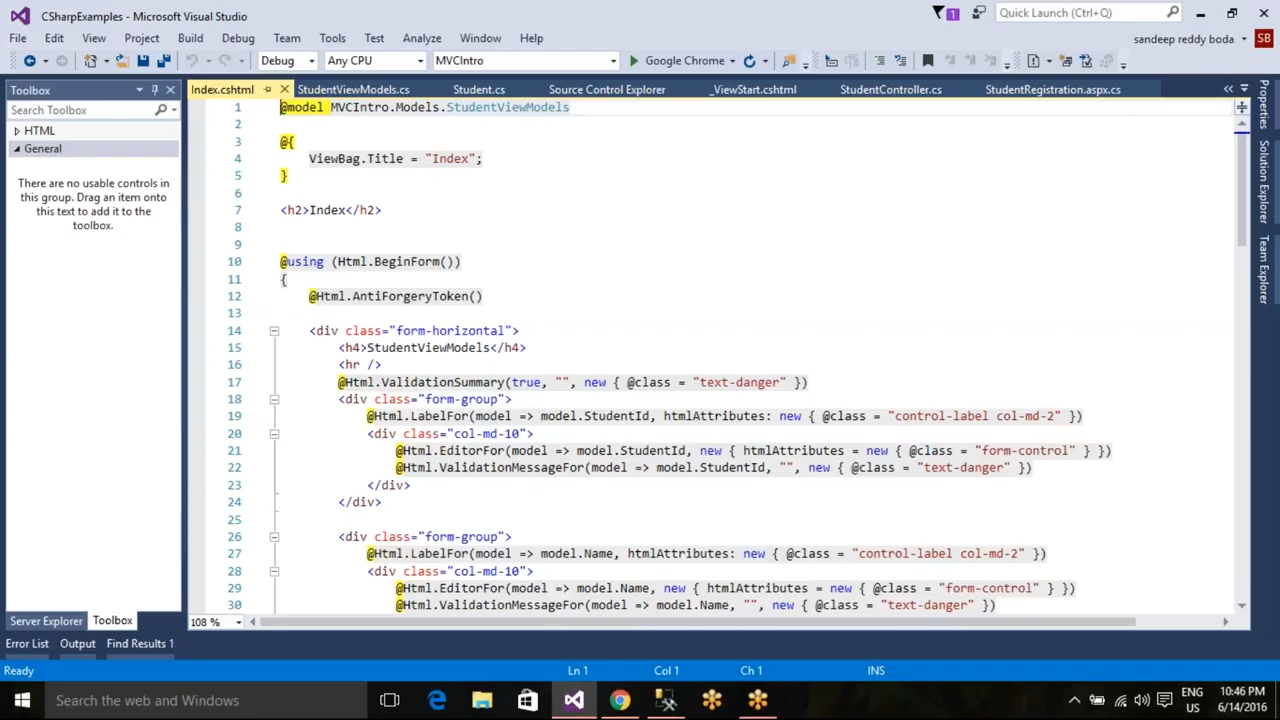 CSharpExamples - Microsoft Visual Studio
1
Quick Launch (Ctrl+Q)
File Edit View Project Build Debug Team Tools Test Analyze Window Help
sandeep reddy boda SB
Debug Any CPU MVCIntro Google Chrome
Toolbox
Index.cshtml StudentViewModels.cs Student.cs Source Control Explorer _ViewStart.cshtml StudentController.cs StudentRegistration.aspx.cs
Search Toolbox
HTML
General
There are no usable controls in
this group. Drag an item onto
this text to add it to the
toolbox.
1 @model MVCIntro.Models.StudentViewModels
2
3 @{
4 ViewBag.Title = "Index";
5 }
6
7 <h2>Index</h2>
8
9
10 @using (Html.BeginForm())
11 {
12 @Html.AntiForgeryToken()
13
14 <div class="form-horizontal">
15 <h4>StudentViewModels</h4>
16 <hr />
17 @Html.ValidationSummary(true, "", new { @class = "text-danger" })
18 <div class="form-group">
19 @Html.LabelFor(model => model.StudentId, htmlAttributes: new { @class = "control-label col-md-2" })
20 <div class="col-md-10">
21 @Html.EditorFor(model => model.StudentId, new { htmlAttributes = new { @class = "form-control" } })
22 @Html.ValidationMessageFor(model => model.StudentId, "", new { @class = "text-danger" })
23 </div>
24 </div>
25
26 <div class="form-group">
27 @Html.LabelFor(model => model.Name, htmlAttributes: new { @class = "control-label col-md-2" })
28 <div class="col-md-10">
29 @Html.EditorFor(model => model.Name, new { htmlAttributes = new { @class = "form-control" } })
30 @Html.ValidationMessageFor(model => model.Name, "", new { @class = "text-danger" })
Properties
Solution Explorer
Team Explorer
Server Explorer Toolbox
108 %
Error List Output Find Results 1
Ready Ln 1 Col 1 Ch 1 INS
Search the web and Windows
ENG
US
10:46 PM
6/14/2016